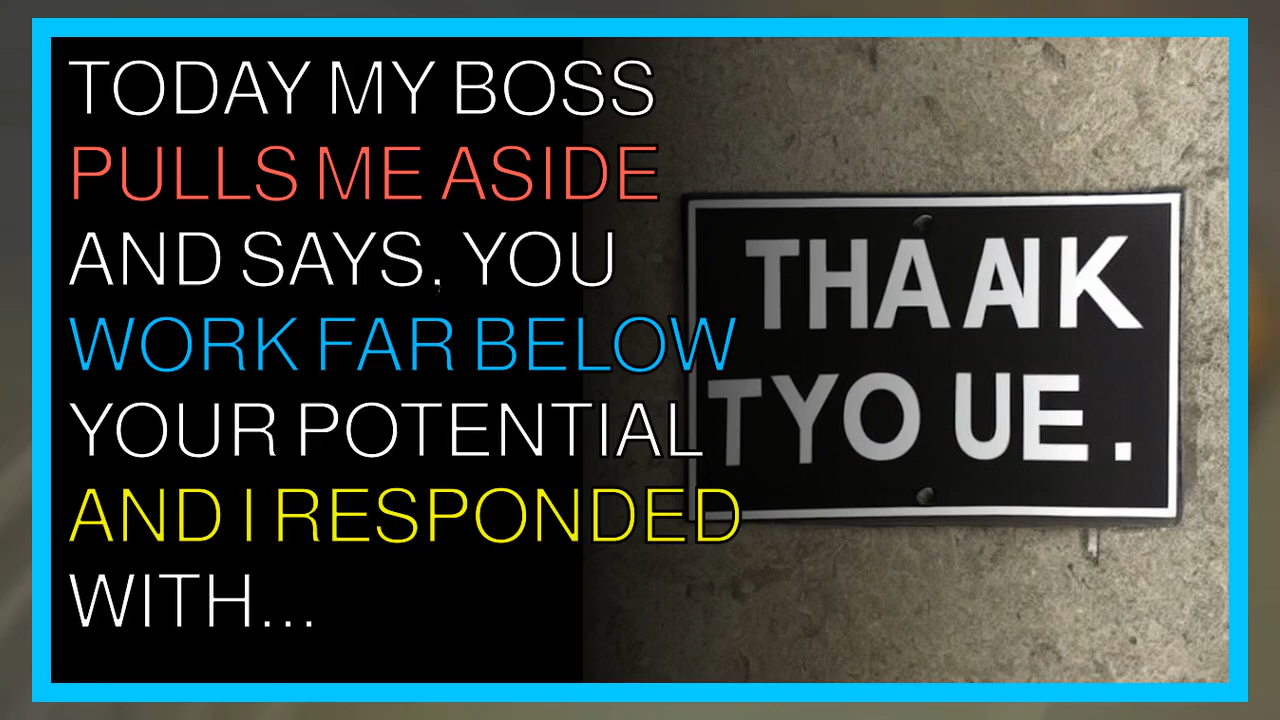 TODAY MY BOSS
PULLS ME ASIDE
AND SAYS, YOU
WORK FAR BELOW
YOUR POTENTIAL
AND I RESPONDED
WITH...
THAANK
TYO UE.